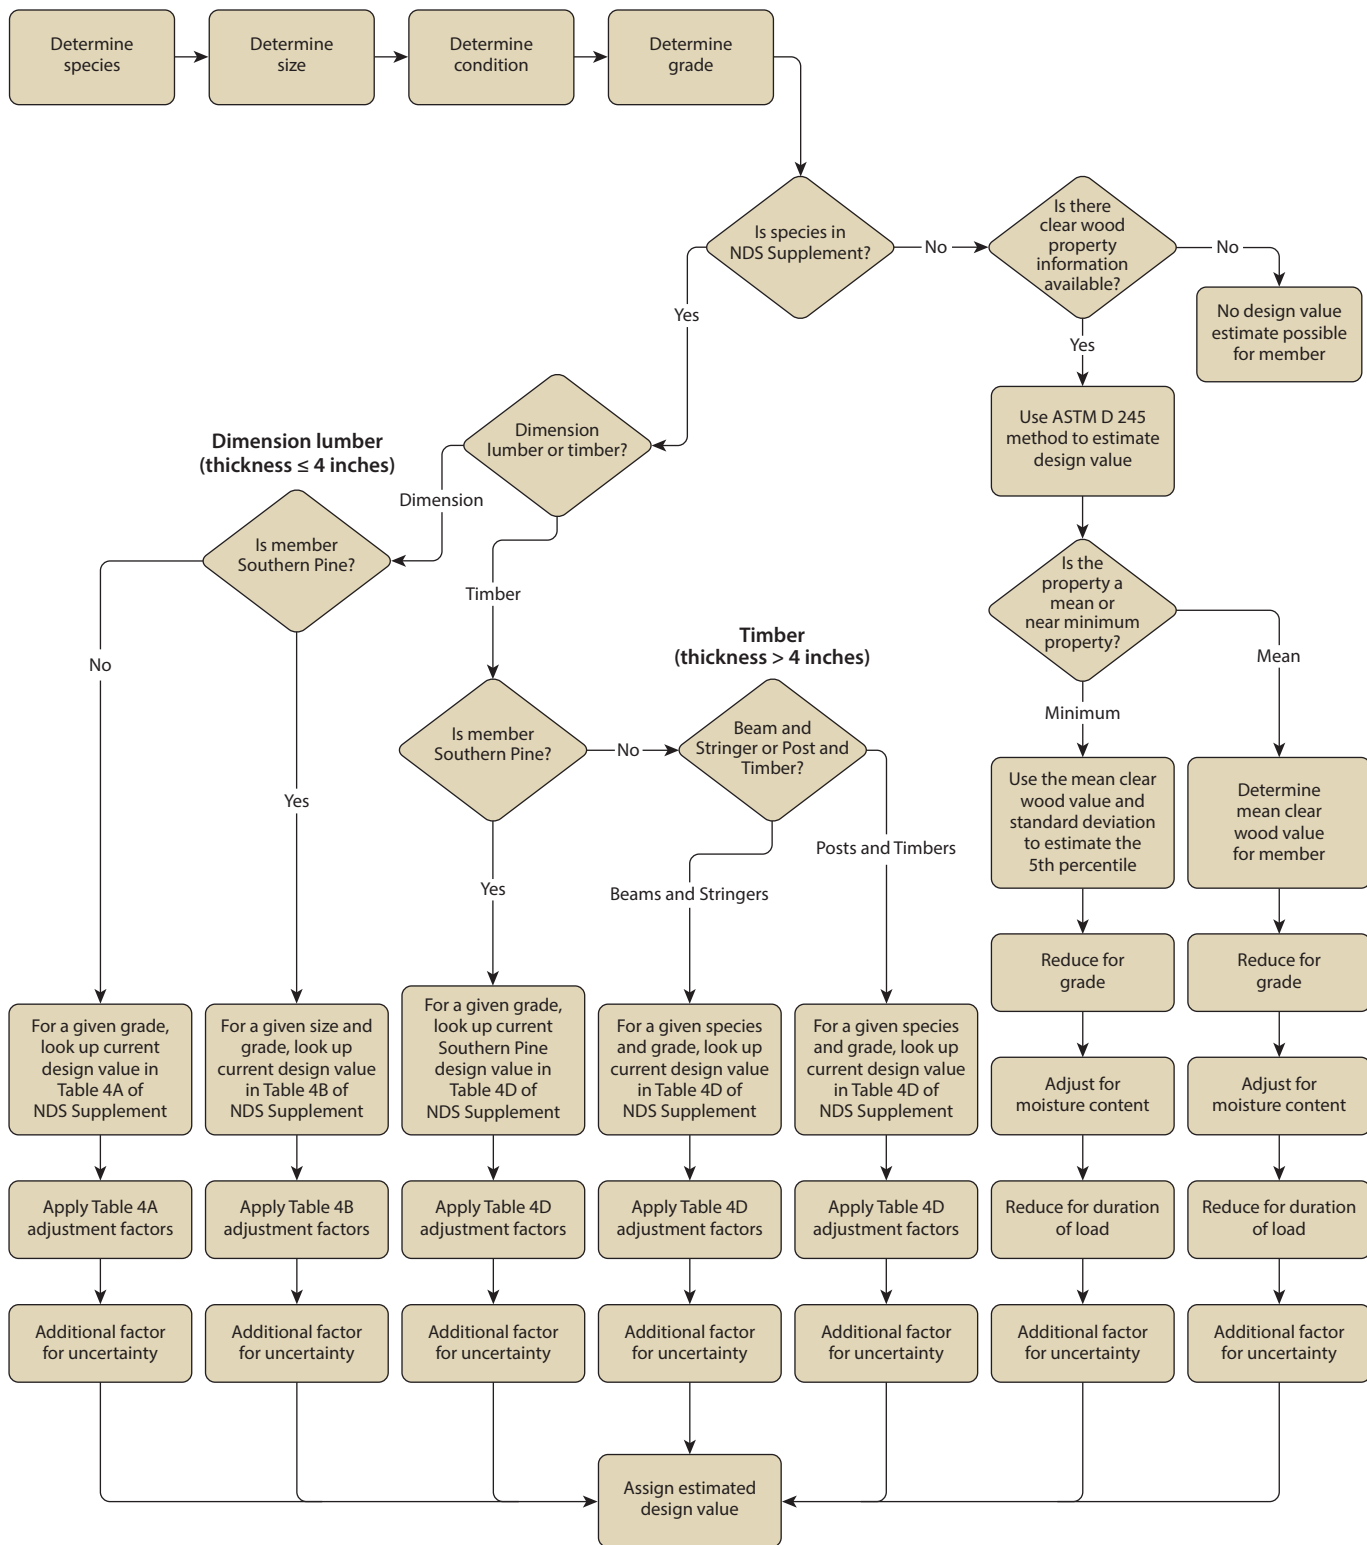 Determine
species
Determine
size
Determine
condition
Determine
grade
Is species in
NDS Supplement?
No
Is there
clear wood
property
information
available?
No
No design value
estimate possible
for member
Yes
Yes
Use ASTM D 245
method to estimate
design value
Dimension
lumber or timber?
Dimension lumber
(thickness ≤ 4 inches)
Dimension
Is member
Southern Pine?
Timber
Is the
property a
mean or
near minimum
property?
Mean
Minimum
No
Yes
Timber
(thickness > 4 inches)
Is member
Southern Pine?
No
Beam and
Stringer or Post and
Timber?
Yes
Beams and Stringers
Posts and Timbers
Use the mean clear
wood value and
standard deviation
to estimate the
5th percentile
Determine
mean clear
wood value
for member
Reduce for
grade
Reduce for
grade
For a given grade,
look up current
design value in
Table 4A of
NDS Supplement
For a given size and
grade, look up
current design value
in Table 4B of
NDS Supplement
For a given grade,
look up current
Southern Pine
design value in
Table 4D of
NDS Supplement
For a given species
and grade, look up
current design value
in Table 4D of
NDS Supplement
For a given species
and grade, look up
current design value
in Table 4D of
NDS Supplement
Adjust for
moisture content
Adjust for
moisture content
Apply Table 4A
adjustment factors
Apply Table 4B
adjustment factors
Apply Table 4D
adjustment factors
Apply Table 4D
adjustment factors
Apply Table 4D
adjustment factors
Reduce for duration
of load
Reduce for duration
of load
Additional factor
for uncertainty
Additional factor
for uncertainty
Additional factor
for uncertainty
Additional factor
for uncertainty
Additional factor
for uncertainty
Additional factor
for uncertainty
Additional factor
for uncertainty
Assign estimated
design value